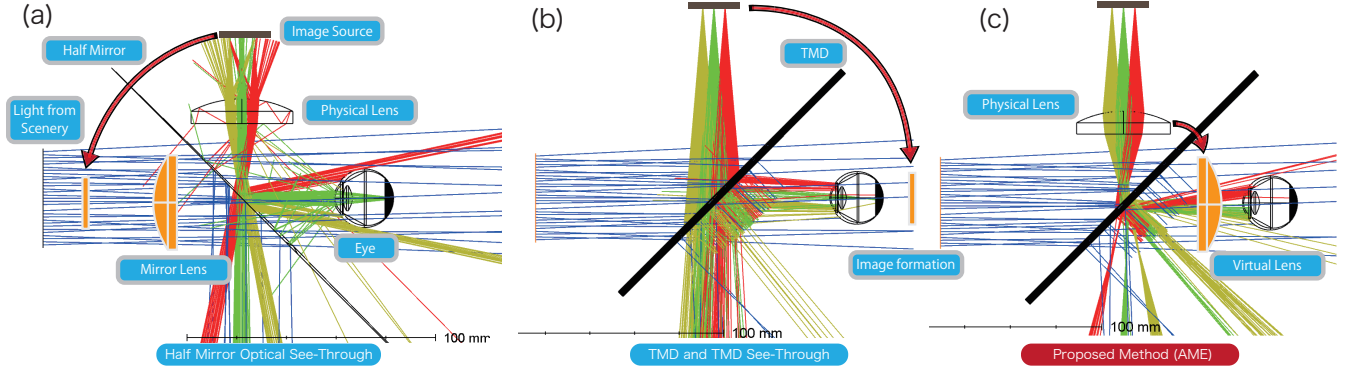 (a)
Half Mirror
Image Source
Light from
Scenery
Physical Lens
Mirror Lens
Eye
100 mm
Half Mirror Optical See-Through
(b)
TMD
Image formation
100 mm
TMD and TMD See-Through
(c)
Physical Lens
Virtual Lens
100 mm
Proposed Method (AME)